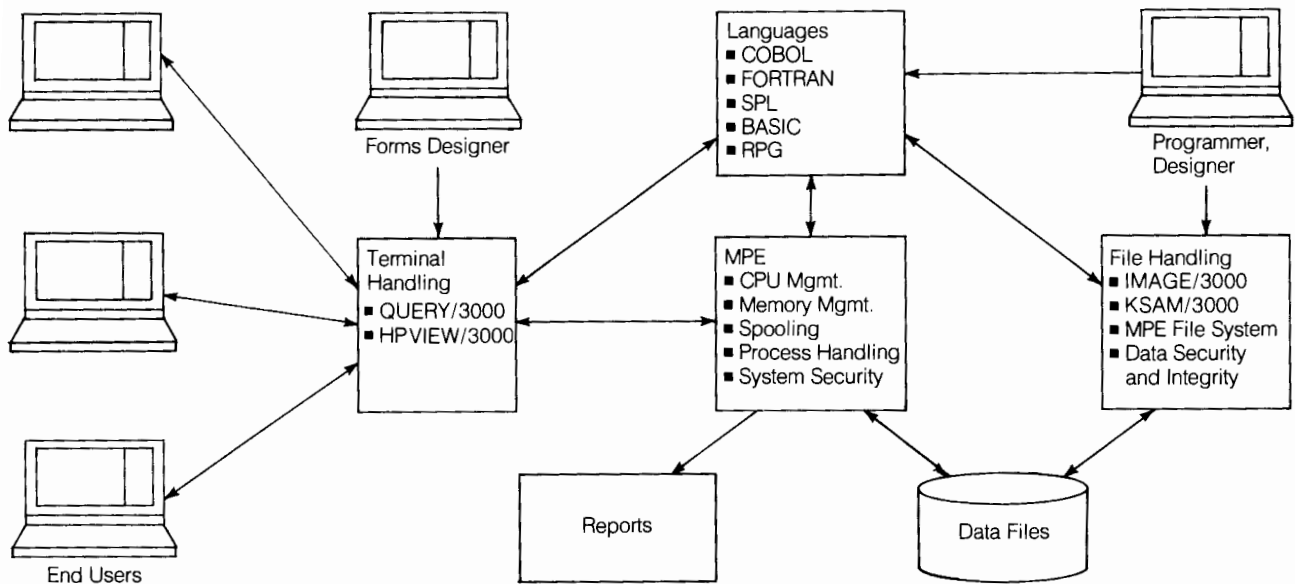 Forms Designer
Languages
■ COBOL
■ FORTRAN
■ SPL
■ BASIC
■ RPG
Programmer,
Designer
Terminal
Handling
■ QUERY/3000
■ HPVIEW/3000
MPE
■ CPU Mgmt.
■ Memory Mgmt.
■ Spooling
■ Process Handling
■ System Security
File Handling
■ IMAGE/3000
■ KSAM/3000
■ MPE File System
■ Data Security
and Integrity
End Users
Reports
Data Files